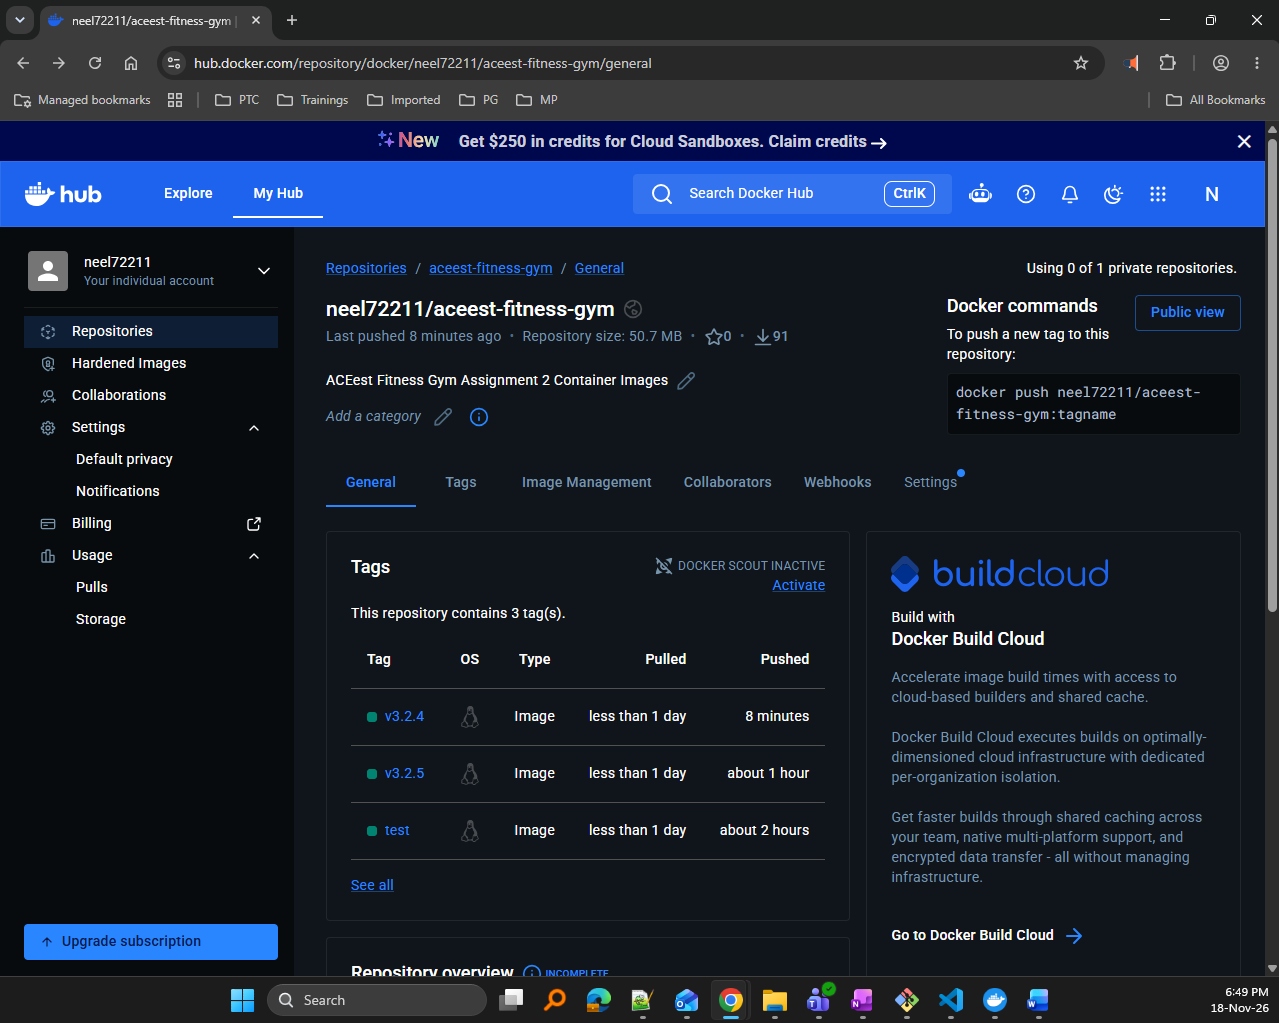 neel72211/aceest-fitness-gym |
hub.docker.com/repository/docker/neel72211/aceest-fitness-gym/general
Managed bookmarks
PTC
Trainings
Imported
PG
MP
All Bookmarks
New Get $250 in credits for Cloud Sandboxes. Claim credits →
hub
Explore
My Hub
Search Docker Hub
CtrlK
N
neel72211
Your individual account
Repositories
Hardened Images
Collaborations
Settings
Default privacy
Notifications
Billing
Usage
Pulls
Storage
Upgrade subscription
Repositories / aceest-fitness-gym / General
Using 0 of 1 private repositories.
neel72211/aceest-fitness-gym
Last pushed 8 minutes ago • Repository size: 50.7 MB • 0 • 91
ACEest Fitness Gym Assignment 2 Container Images
Add a category
Docker commands
Public view
To push a new tag to this
repository:
docker push neel72211/aceest-
fitness-gym:tagname
General
Tags
Image Management
Collaborators
Webhooks
Settings
Tags
DOCKER SCOUT INACTIVE
Activate
This repository contains 3 tag(s).
Tag OS Type Pulled Pushed
v3.2.4 Image less than 1 day 8 minutes
v3.2.5 Image less than 1 day about 1 hour
test Image less than 1 day about 2 hours
See all
Repository overview INCOMPLETE
buildcloud
Build with
Docker Build Cloud
Accelerate image build times with access to
cloud-based builders and shared cache.
Docker Build Cloud executes builds on optimally-
dimensioned cloud infrastructure with dedicated
per-organization isolation.
Get faster builds through shared caching across
your team, native multi-platform support, and
encrypted data transfer - all without managing
infrastructure.
Go to Docker Build Cloud →
Search
6:49 PM
18-Nov-26